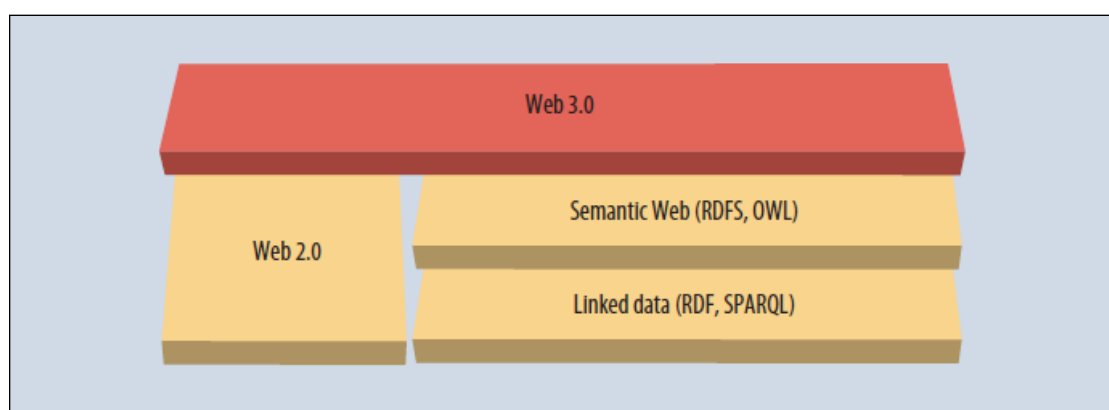 Web 3.0
Semantic Web (RDFS, OWL)
Web 2.0
Linked data (RDF, SPARQL)